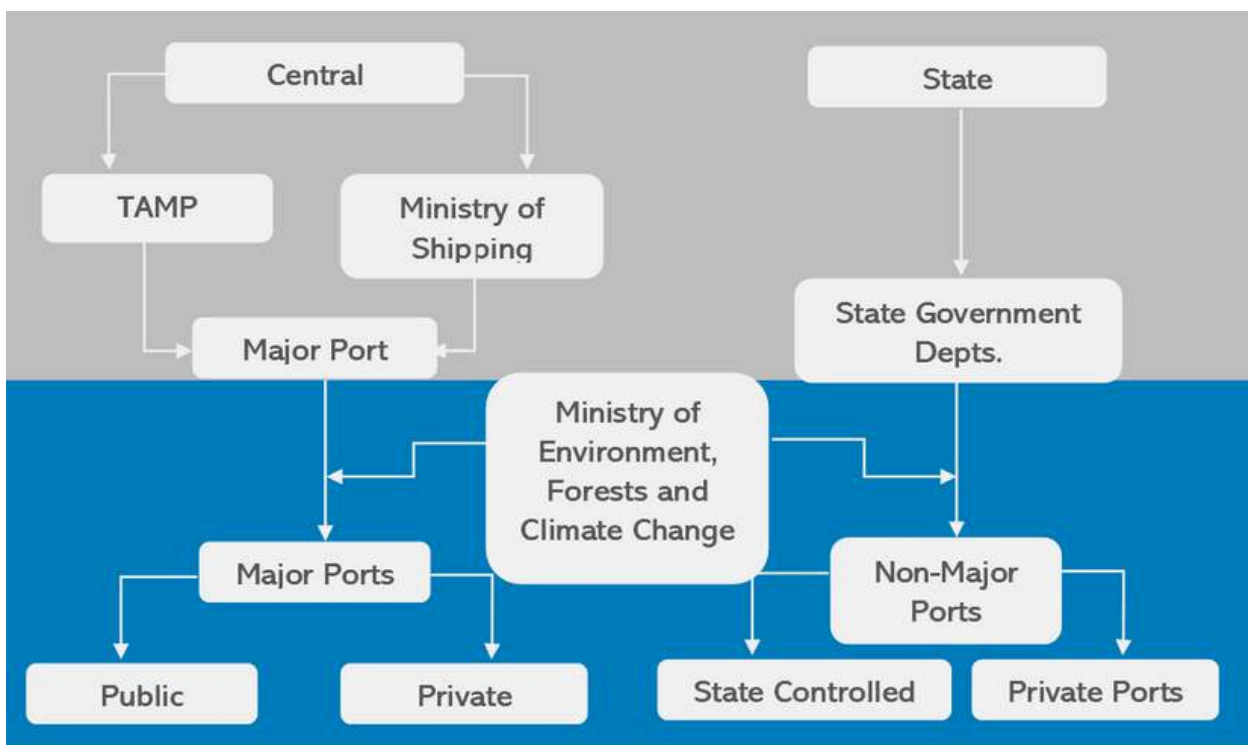 Central
State
TAMP
Ministry of
Shipping
State Government
Depts.
Major Port
Ministry of
Environment,
Forests and
Climate Change
Major Ports
Non-Major
Ports
Public
Private
State Controlled
Private Ports